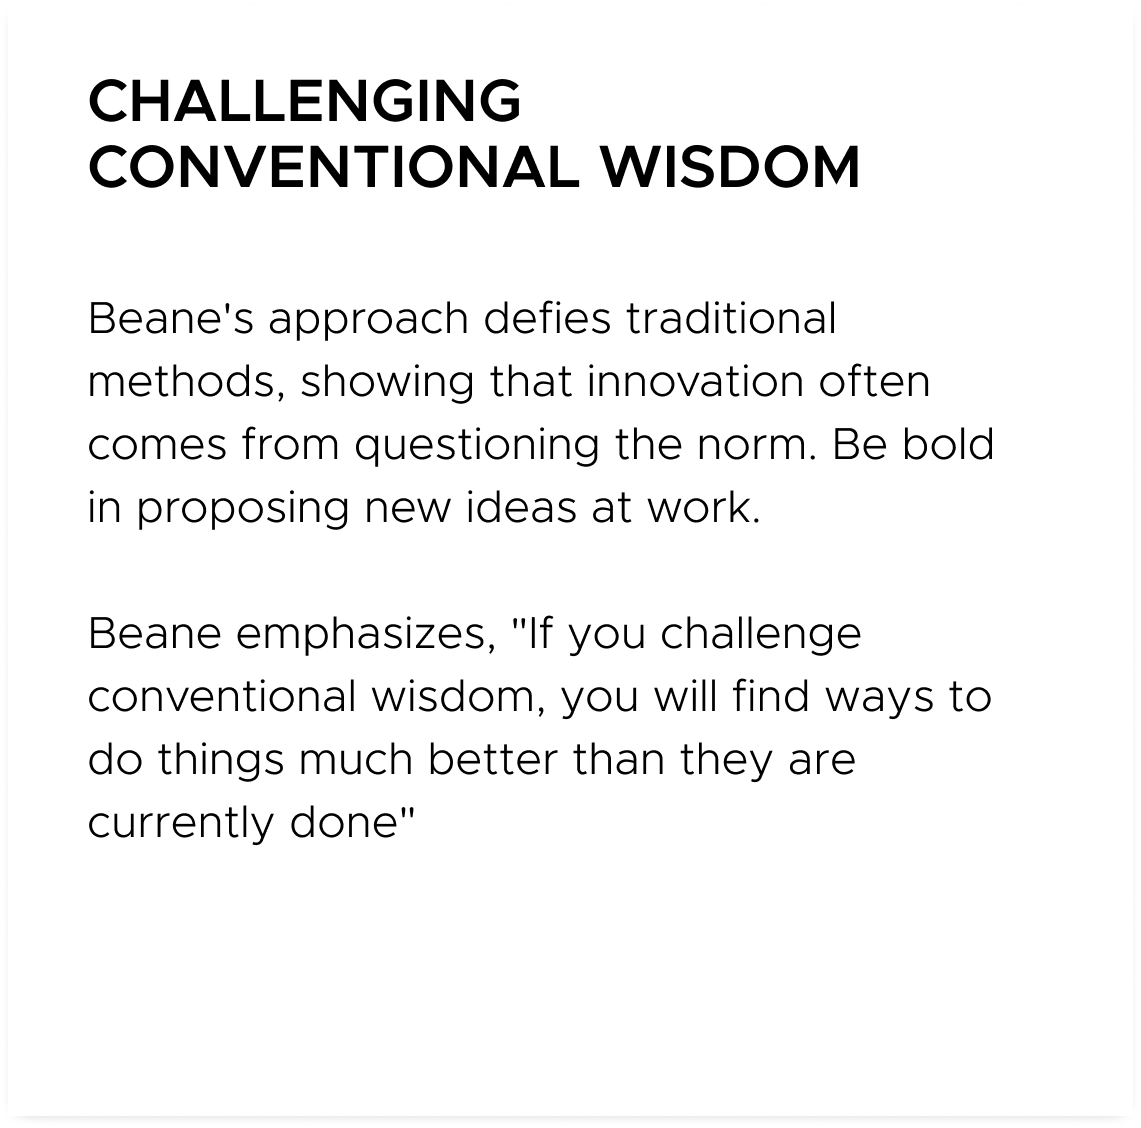 CHALLENGING
CONVENTIONAL WISDOM
Beane's approach defies traditional
methods, showing that innovation often
comes from questioning the norm. Be bold
in proposing new ideas at work.
Beane emphasizes, "If you challenge
conventional wisdom, you will find ways to
do things much better than they are
currently done"